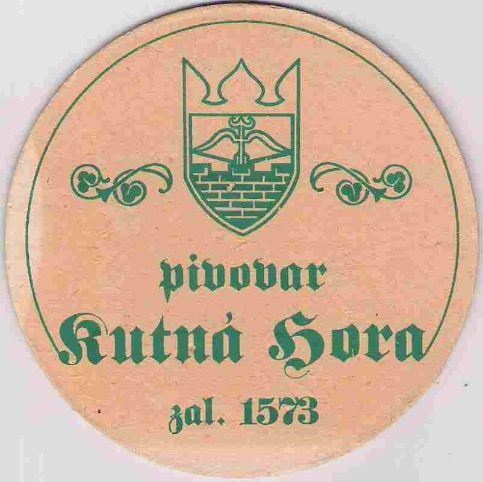 pivovar
Kutná Hora
zal. 1573